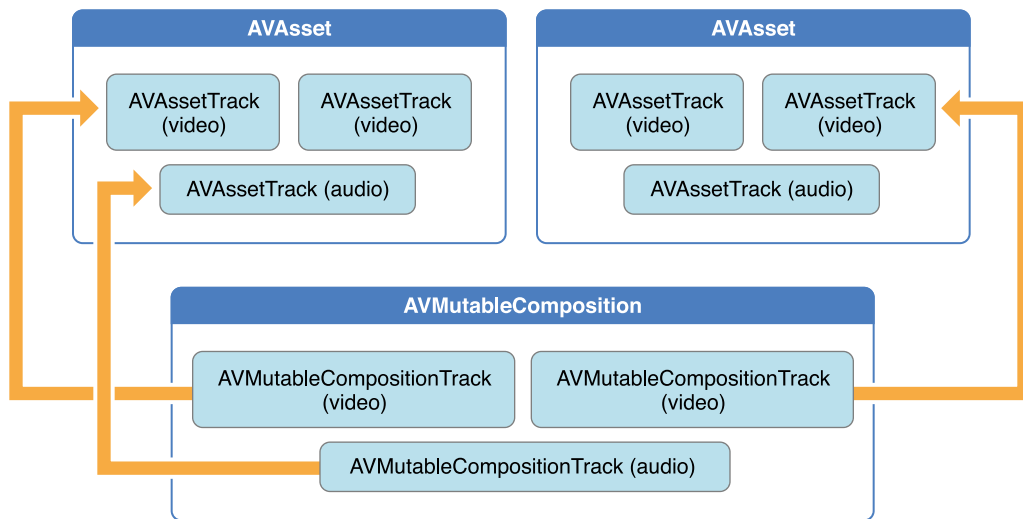 AVAsset
AVAssetTrack
(video)
AVAssetTrack
(video)
AVAssetTrack (audio)
AVAsset
AVAssetTrack
(video)
AVAssetTrack
(video)
AVAssetTrack (audio)
AVMutableComposition
AVMutableCompositionTrack
(video)
AVMutableCompositionTrack
(video)
AVMutableCompositionTrack (audio)